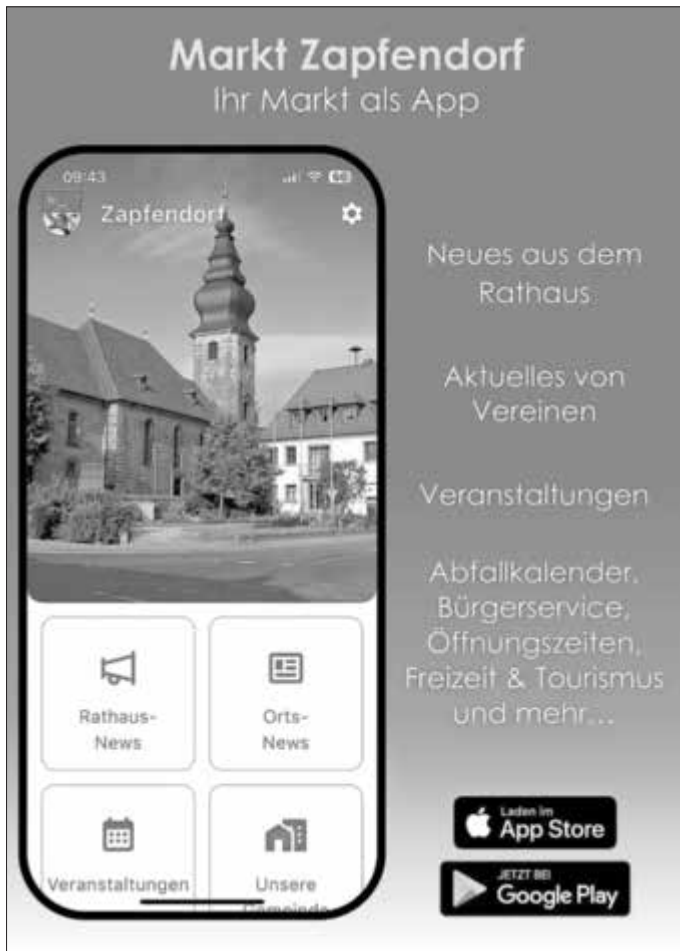 Markt Zapfendorf
Ihr Markt als App
09:43
Zapfendorf
Neues aus dem
Rathaus
Aktuelles von
Vereinen
Veranstaltungen
Abfallkalender,
Bürgerservice,
Öffnungszeiten,
Freizeit & Tourismus
und mehr...
Rathaus-
News
Orts-
News
Veranstaltungen
Unsere
Gemeinde
Laden im
App Store
JETZT BEI
Google Play